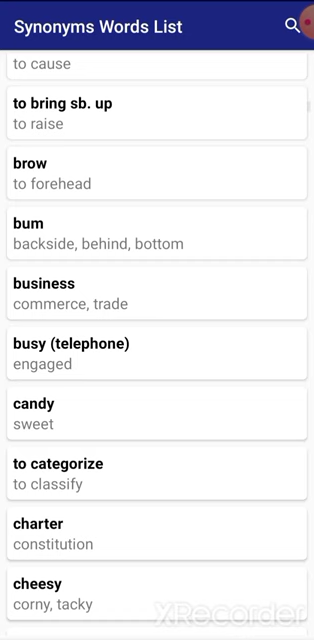 Synonyms Words List
to cause
to bring sb. up
to raise
brow
to forehead
bum
backside, behind, bottom
business
commerce, trade
busy (telephone)
engaged
candy
sweet
to categorize
to classify
charter
constitution
cheesy
corny, tacky
XRecorder